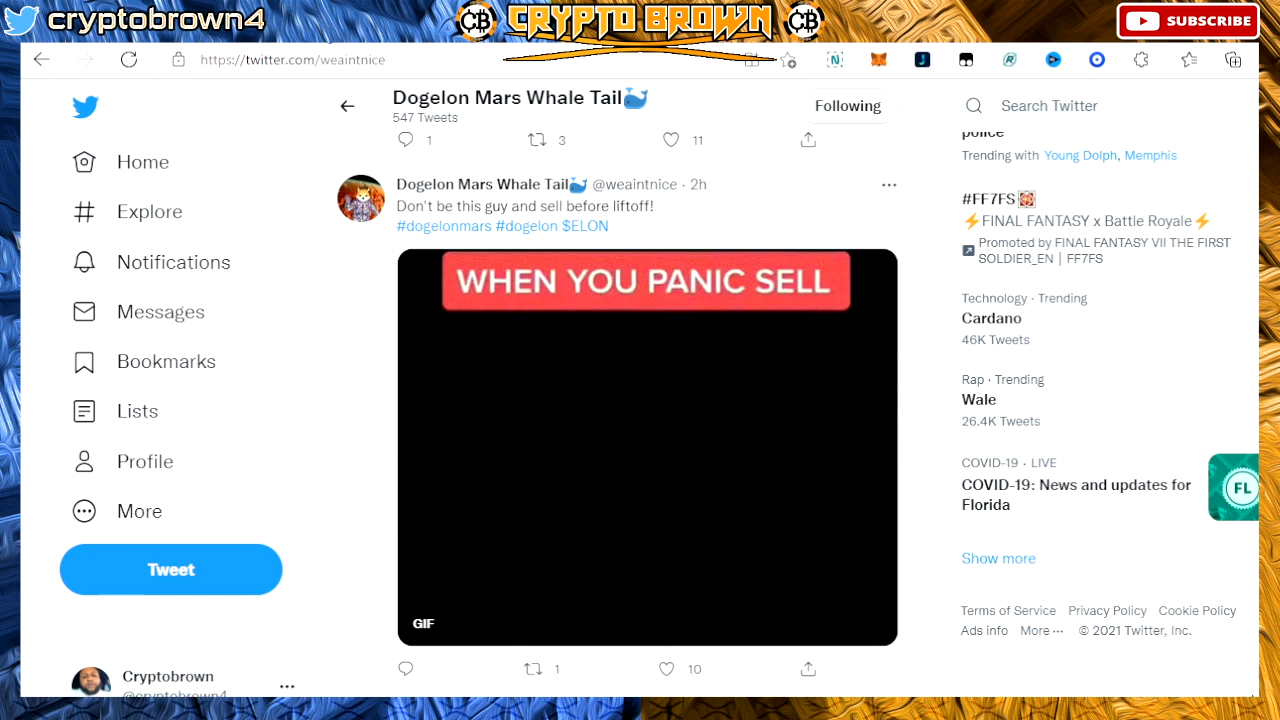 cryptobrown4
CB CRYPTO BROWN CB
SUBSCRIBE
https://twitter.com/weaintnice
Dogelon Mars Whale Tail🐳
547 Tweets
Following
Search Twitter
1 3 11
Home
Explore
Notifications
Messages
Bookmarks
Lists
Profile
More
Tweet
Cryptobrown
@cryptobrown4
Dogelon Mars Whale Tail🐳 @weaintnice · 2h
Don't be this guy and sell before liftoff!
#dogelonmars #dogelon $ELON
WHEN YOU PANIC SELL
GIF
1 10
police
Trending with Young Dolph, Memphis
#FF7FS
⚡FINAL FANTASY x Battle Royale⚡
Promoted by FINAL FANTASY VII THE FIRST
SOLDIER_EN | FF7FS
Technology · Trending
Cardano
46K Tweets
Rap · Trending
Wale
26.4K Tweets
COVID-19 · LIVE
COVID-19: News and updates for
Florida
FL
Show more
Terms of Service Privacy Policy Cookie Policy
Ads info More ··· © 2021 Twitter, Inc.